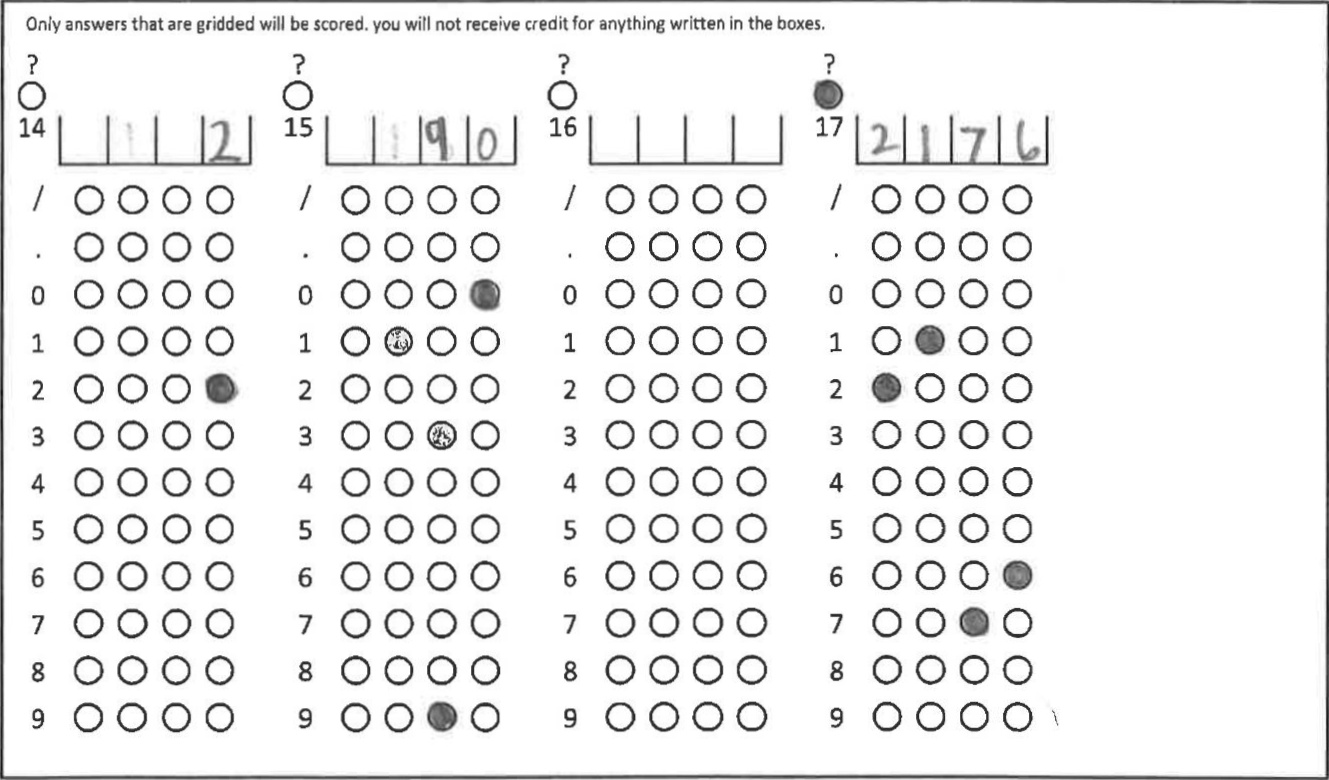 Only answers that are gridded will be scored. you will not receive credit for anything written in the boxes.
? ? ? ?
14 2 15 1 9 0 16 17 2 1 7 6
/ / / /
. . . .
0 0 0 0
1 1 1 1
2 2 2 2
3 3 3 3
4 4 4 4
5 5 5 5
6 6 6 6
7 7 7 7
8 8 8 8
9 9 9 9